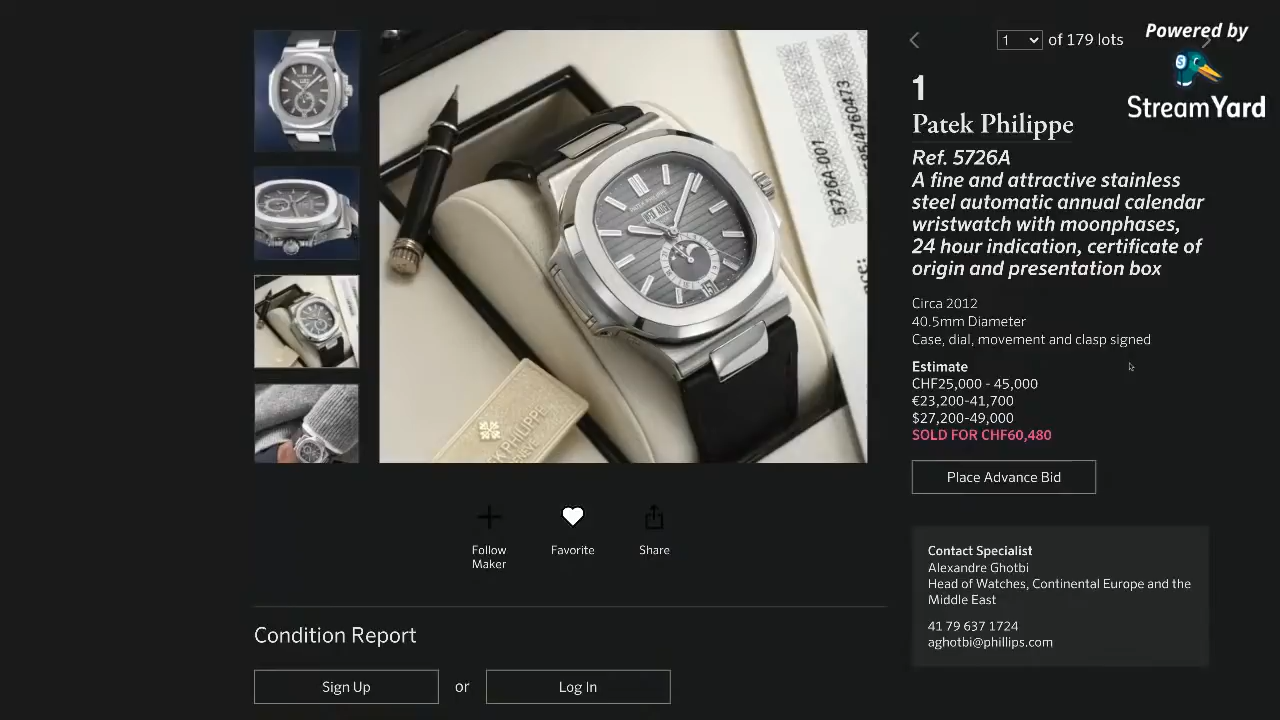 1 of 179 lots
Powered by
StreamYard
1
Patek Philippe
Ref. 5726A
A fine and attractive stainless
steel automatic annual calendar
wristwatch with moonphases,
24 hour indication, certificate of
origin and presentation box
Circa 2012
40.5mm Diameter
Case, dial, movement and clasp signed
Estimate
CHF25,000 - 45,000
€23,200-41,700
$27,200-49,000
SOLD FOR CHF60,480
Place Advance Bid
5726A-001
PHILIPPE
Follow
Maker
Favorite
Share
Contact Specialist
Alexandre Ghotbi
Head of Watches, Continental Europe and the
Middle East
41 79 637 1724
aghotbi@phillips.com
Condition Report
Sign Up or Log In